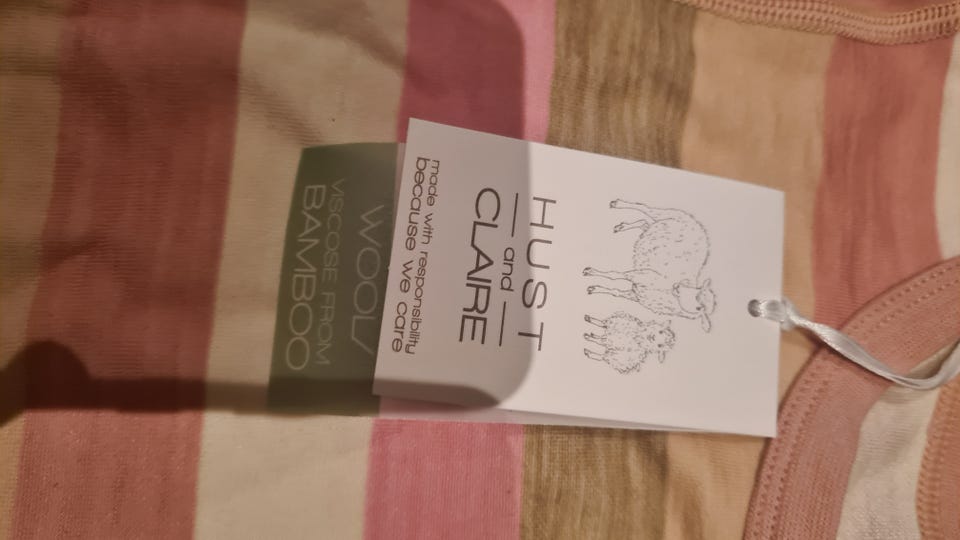 HUST
and
CLAIRE
made with responsibility
because we care
WOOL/
VISCOSE FROM
BAMBOO